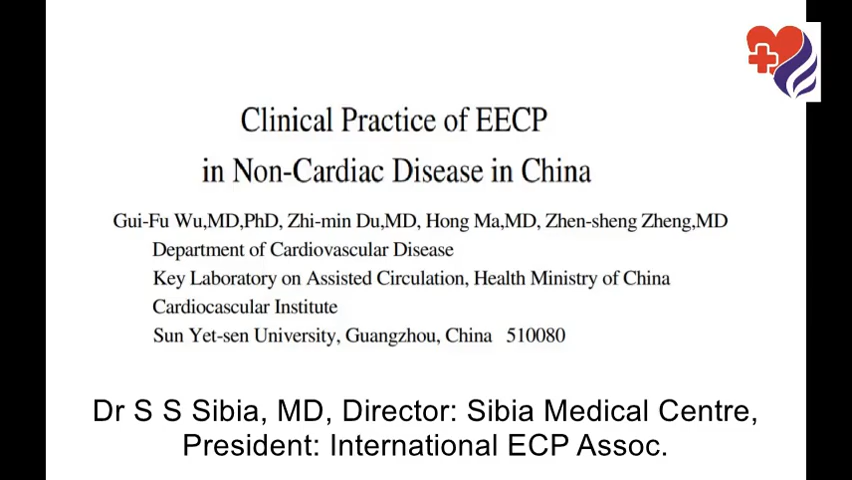 Clinical Practice of EECP
in Non-Cardiac Disease in China
Gui-Fu Wu,MD,PhD, Zhi-min Du,MD, Hong Ma,MD, Zhen-sheng Zheng,MD
Department of Cardiovascular Disease
Key Laboratory on Assisted Circulation, Health Ministry of China
Cardiocascular Institute
Sun Yet-sen University, Guangzhou, China 510080
Dr S S Sibia, MD, Director: Sibia Medical Centre,
President: International ECP Assoc.